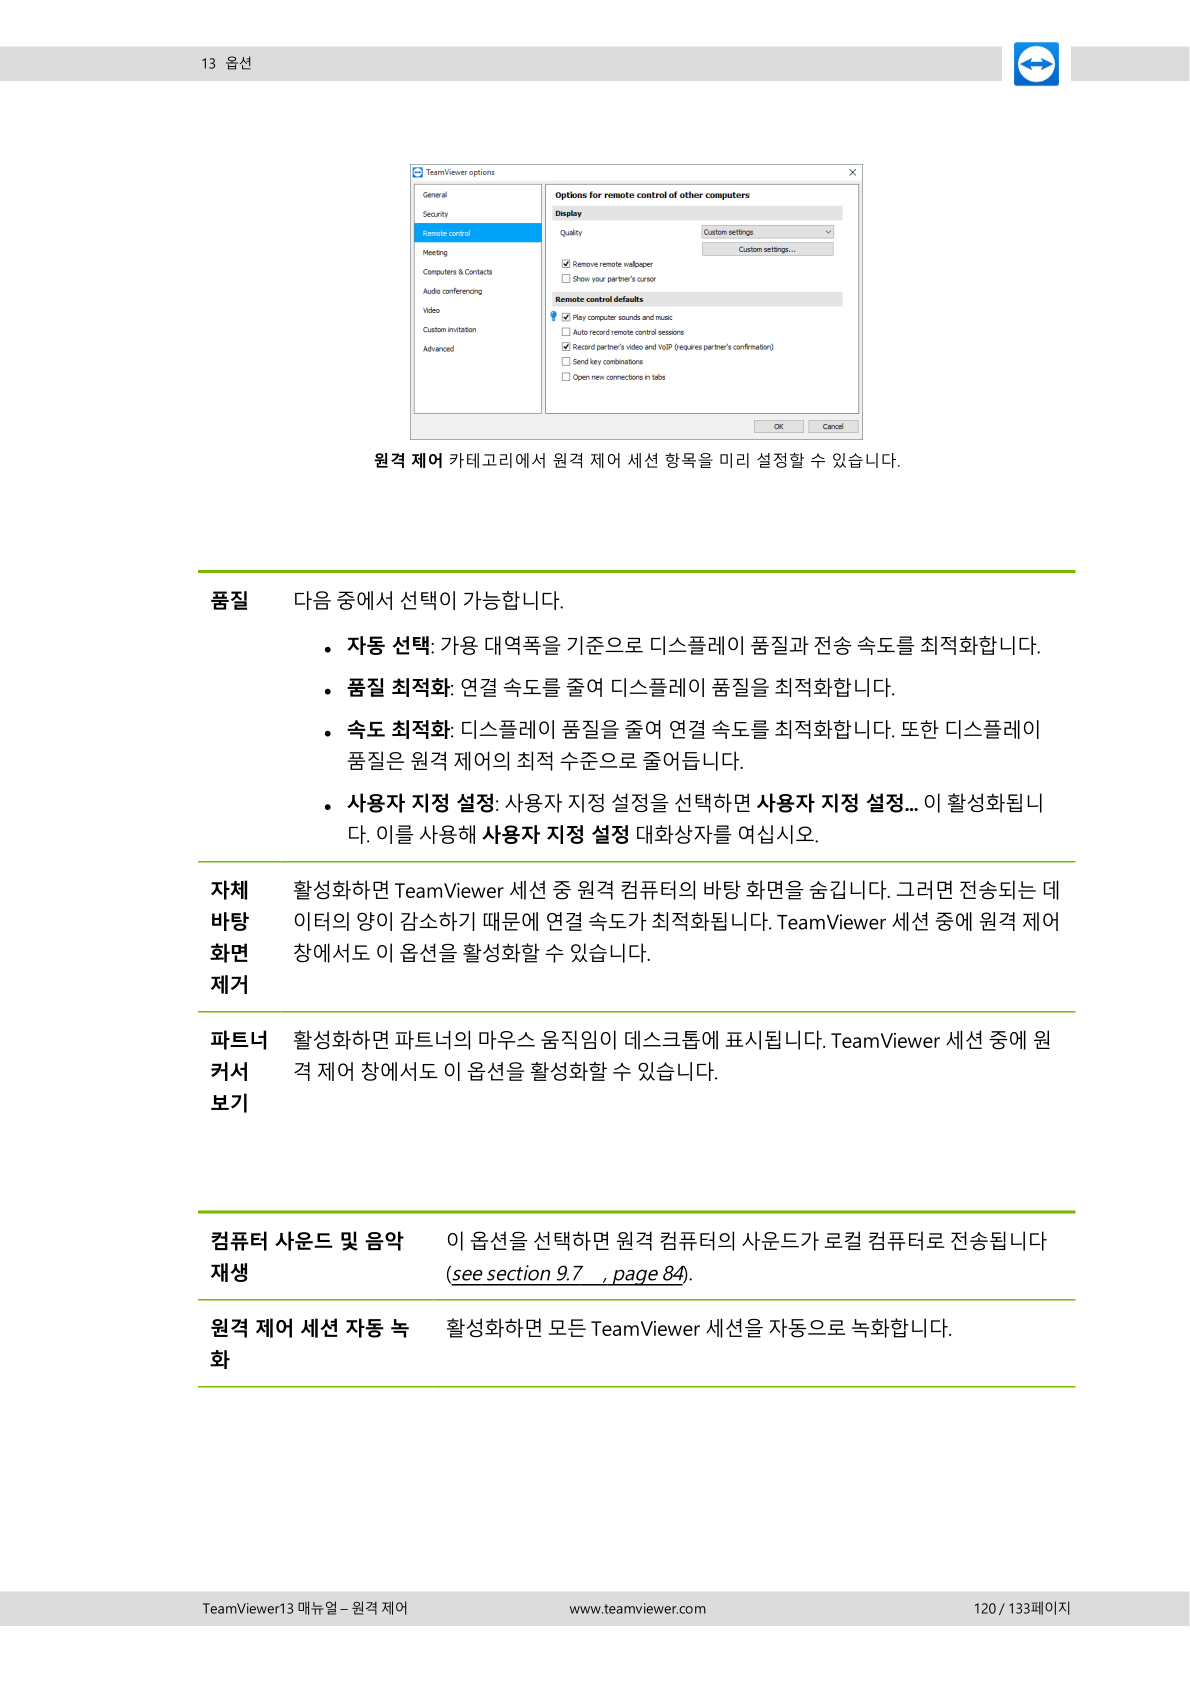 13 옵션
TeamViewer options
General
Security
Remote control
Meeting
Computers & Contacts
Audio conferencing
Video
Custom invitation
Advanced
Options for remote control of other computers
Display
Quality
Custom settings
Custom settings...
Remove remote wallpaper
Show your partner's cursor
Remote control defaults
Play computer sounds and music
Auto record remote control sessions
Record partner's video and VoIP (requires partner's confirmation)
Send key combinations
Open new connections in tabs
OK
Cancel
원격 제어 카테고리에서 원격 제어 세션 항목을 미리 설정할 수 있습니다.
품질
다음 중에서 선택이 가능합니다.
• 자동 선택: 가용 대역폭을 기준으로 디스플레이 품질과 전송 속도를 최적화합니다.
• 품질 최적화: 연결 속도를 줄여 디스플레이 품질을 최적화합니다.
• 속도 최적화: 디스플레이 품질을 줄여 연결 속도를 최적화합니다. 또한 디스플레이
품질은 원격 제어의 최적 수준으로 줄어듭니다.
• 사용자 지정 설정: 사용자 지정 설정을 선택하면 사용자 지정 설정... 이 활성화됩니
다. 이를 사용해 사용자 지정 설정 대화상자를 여십시오.
자체
바탕
화면
제거
활성화하면 TeamViewer 세션 중 원격 컴퓨터의 바탕 화면을 숨깁니다. 그러면 전송되는 데
이터의 양이 감소하기 때문에 연결 속도가 최적화됩니다. TeamViewer 세션 중에 원격 제어
창에서도 이 옵션을 활성화할 수 있습니다.
파트너
커서
보기
활성화하면 파트너의 마우스 움직임이 데스크톱에 표시됩니다. TeamViewer 세션 중에 원
격 제어 창에서도 이 옵션을 활성화할 수 있습니다.
컴퓨터 사운드 및 음악
재생
이 옵션을 선택하면 원격 컴퓨터의 사운드가 로컬 컴퓨터로 전송됩니다
(see section 9.7 , page 84).
원격 제어 세션 자동 녹
화
활성화하면 모든 TeamViewer 세션을 자동으로 녹화합니다.
TeamViewer13 매뉴얼 – 원격 제어
www.teamviewer.com
120 / 133페이지